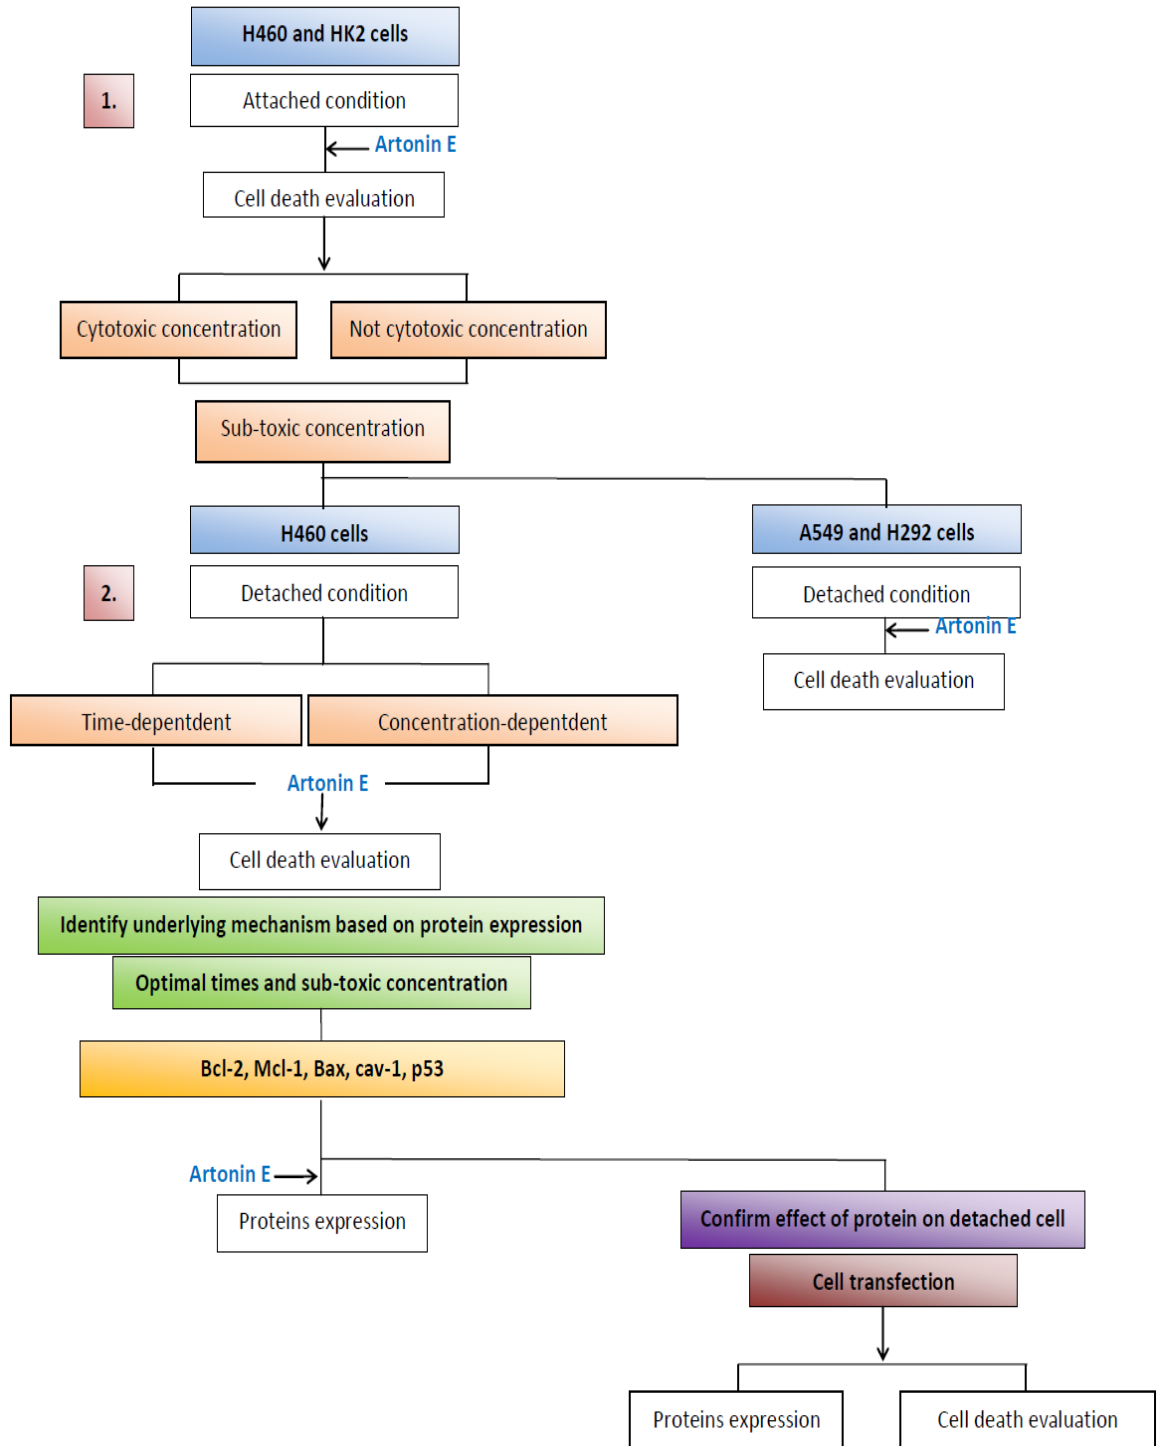 H460 and HK2 cells
1.
Attached condition
Artonin E
Cell death evaluation
Cytotoxic concentration
Not cytotoxic concentration
Sub-toxic concentration
H460 cells
A549 and H292 cells
2.
Detached condition
Detached condition
Artonin E
Cell death evaluation
Time-depentdent
Concentration-depentdent
Artonin E
Cell death evaluation
Identify underlying mechanism based on protein expression
Optimal times and sub-toxic concentration
Bcl-2, Mcl-1, Bax, cav-1, p53
Artonin E
Proteins expression
Confirm effect of protein on detached cell
Cell transfection
Proteins expression
Cell death evaluation